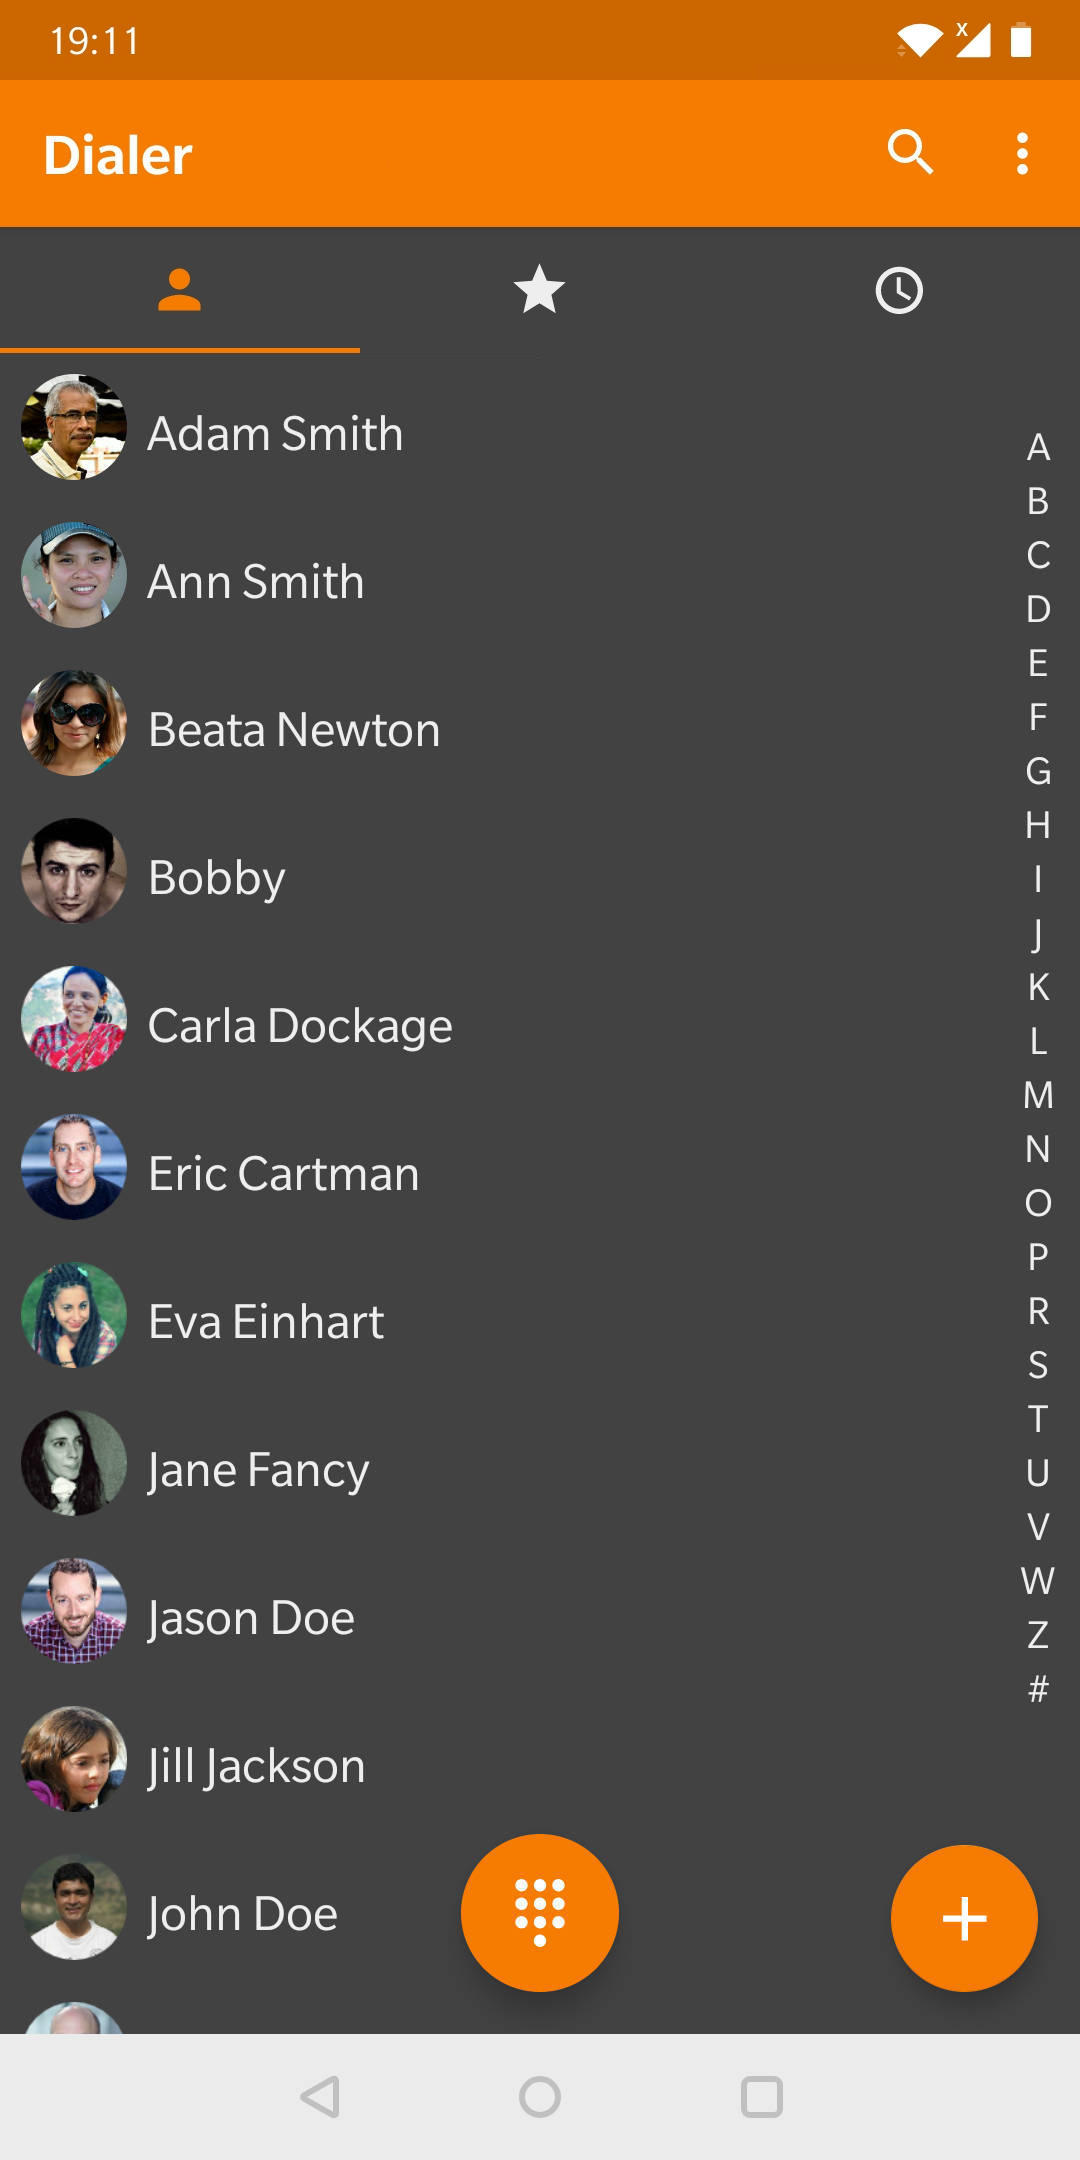 19:11
X
Dialer
Adam Smith
Ann Smith
Beata Newton
Bobby
Carla Dockage
Eric Cartman
Eva Einhart
Jane Fancy
Jason Doe
Jill Jackson
John Doe
A
B
C
D
E
F
G
H
I
J
K
L
M
N
O
P
R
S
T
U
V
W
Z
#